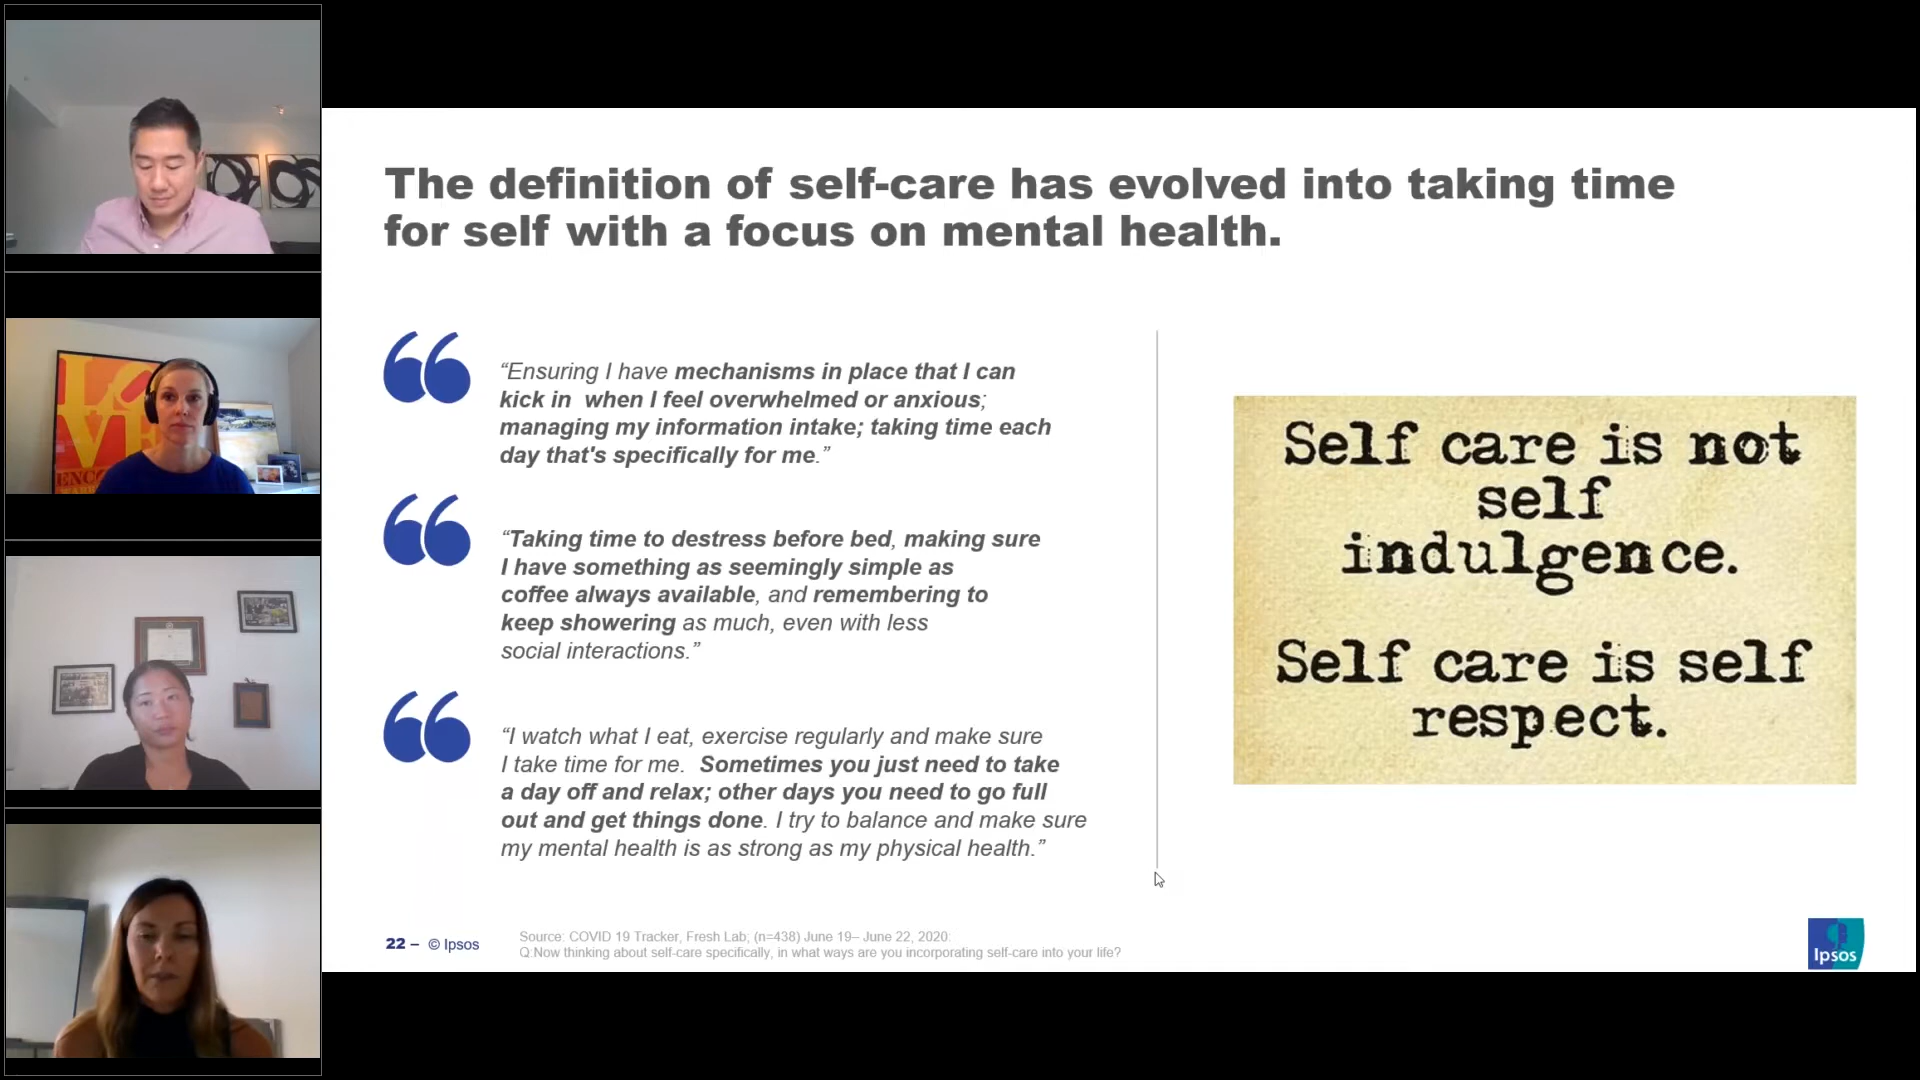 The definition of self-care has evolved into taking time
for self with a focus on mental health.
“Ensuring I have mechanisms in place that I can
kick in  when I feel overwhelmed or anxious;
managing my information intake; taking time each
day that's specifically for me.”
“Taking time to destress before bed, making sure
I have something as seemingly simple as
coffee always available, and remembering to
keep showering as much, even with less
social interactions.”
“I watch what I eat, exercise regularly and make sure
I take time for me.  Sometimes you just need to take
a day off and relax; other days you need to go full
out and get things done. I try to balance and make sure
my mental health is as strong as my physical health.”
Self care is not
self
indulgence.
Self care is self
respect.
22 – © Ipsos
Source: COVID 19 Tracker, Fresh Lab; (n=438) June 19– June 22, 2020:
Q:Now thinking about self-care specifically, in what ways are you incorporating self-care into your life?
Ipsos
LOVE
ENCO